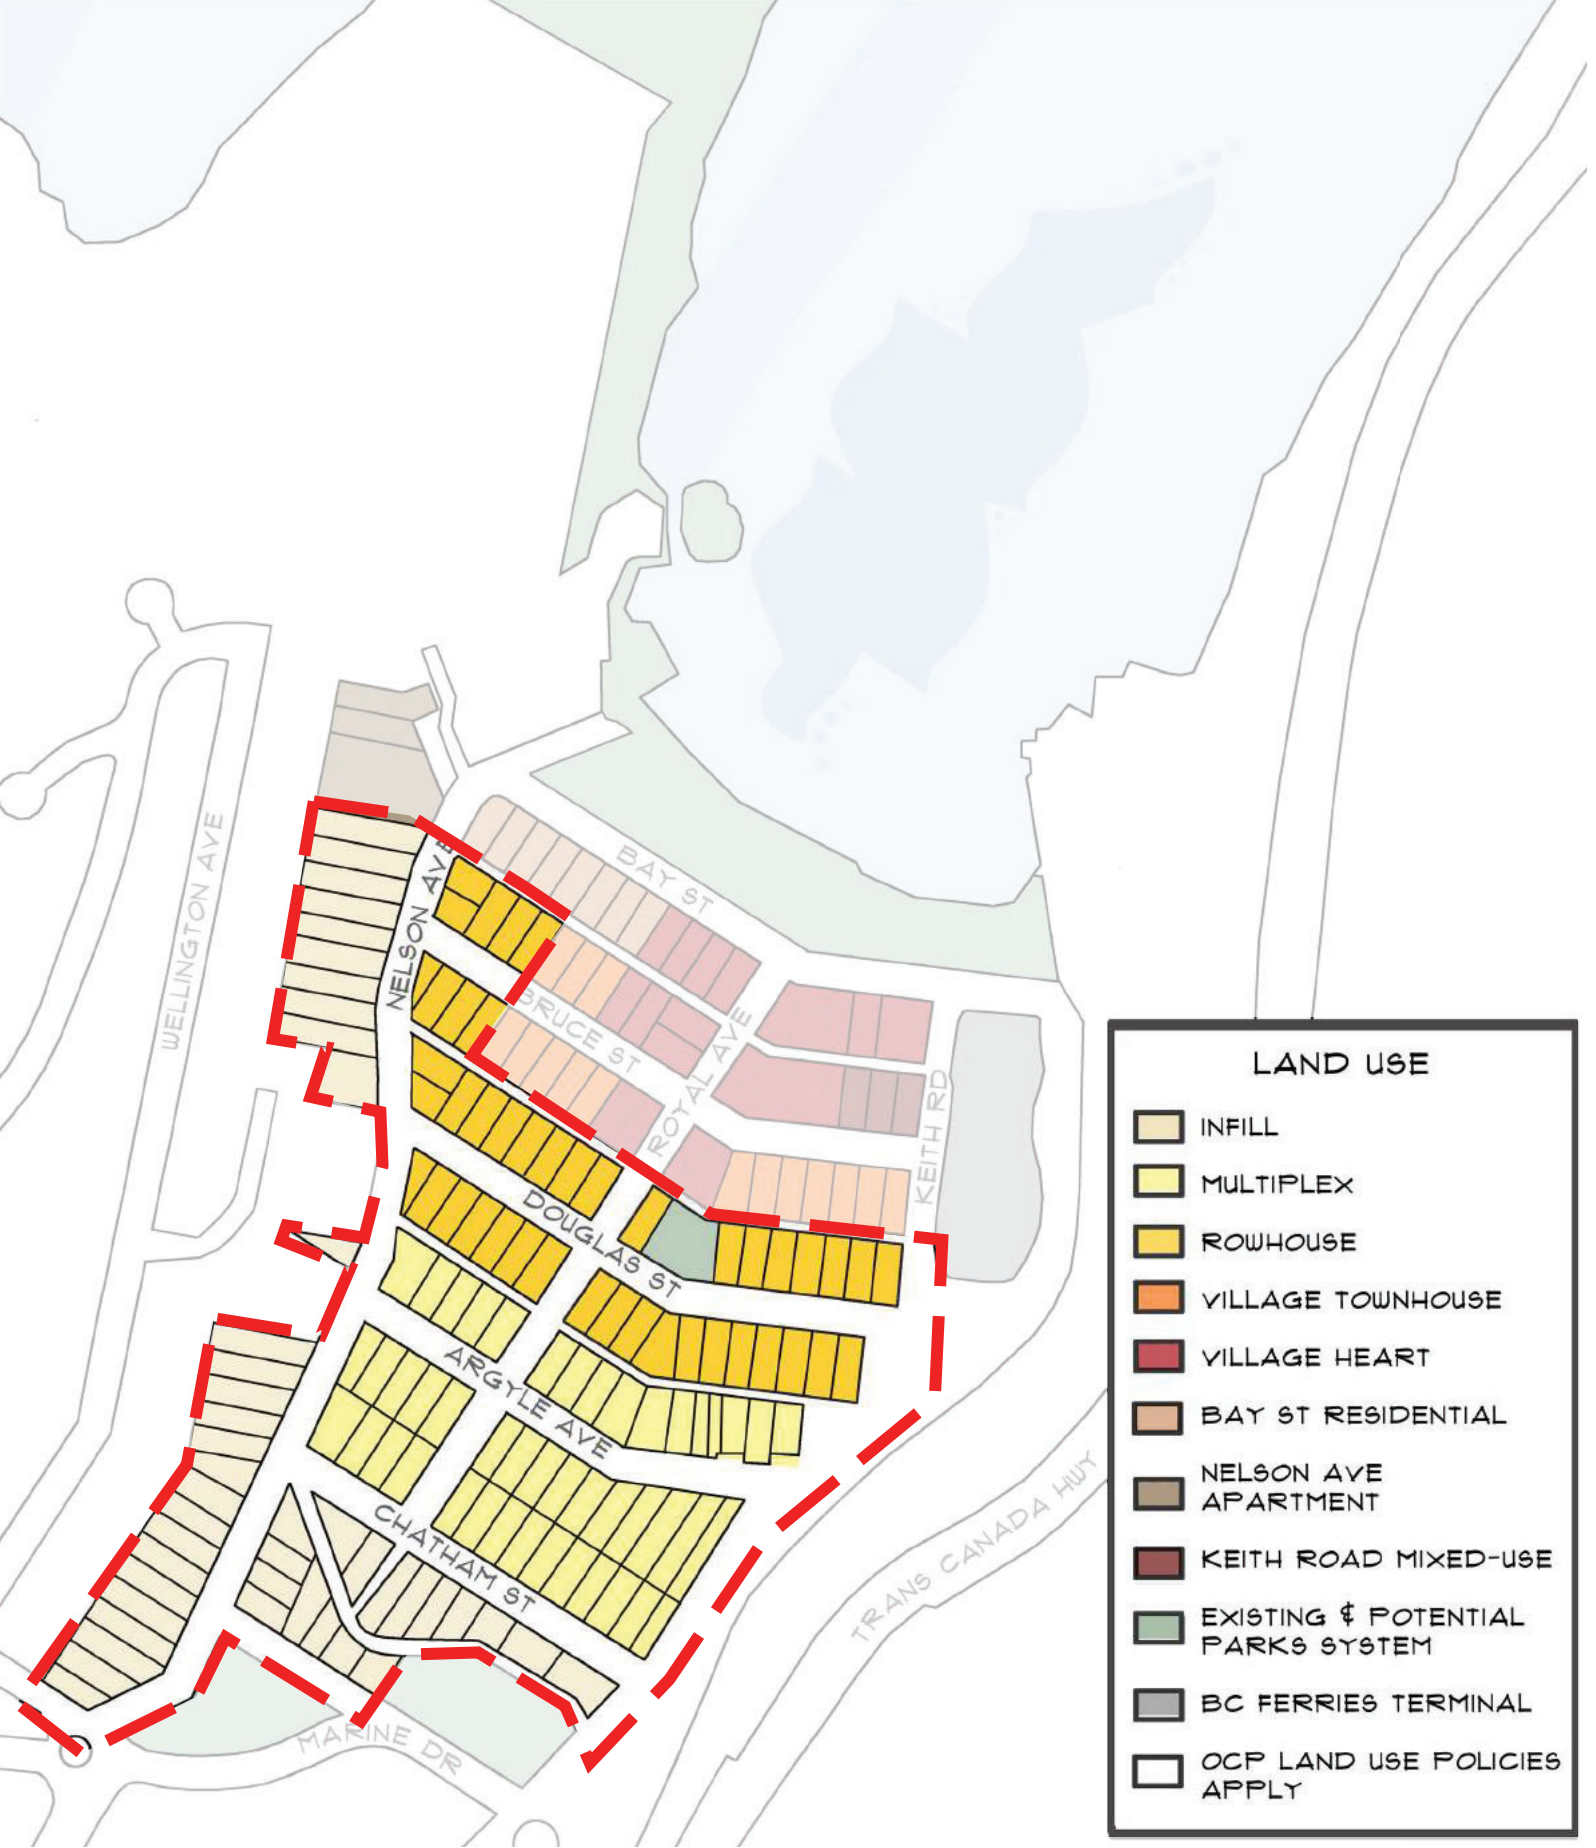 WELLINGTON AVE
NELSON AVE
BAY ST
BRUCE ST
ROYAL AVE
KEITH RD
DOUGLAS ST
ARGYLE AVE
CHATHAM ST
MARINE DR
TRANS CANADA HWY
LAND USE
INFILL
MULTIPLEX
ROWHOUSE
VILLAGE TOWNHOUSE
VILLAGE HEART
BAY ST RESIDENTIAL
NELSON AVE
APARTMENT
KEITH ROAD MIXED-USE
EXISTING & POTENTIAL
PARKS SYSTEM
BC FERRIES TERMINAL
OCP LAND USE POLICIES
APPLY